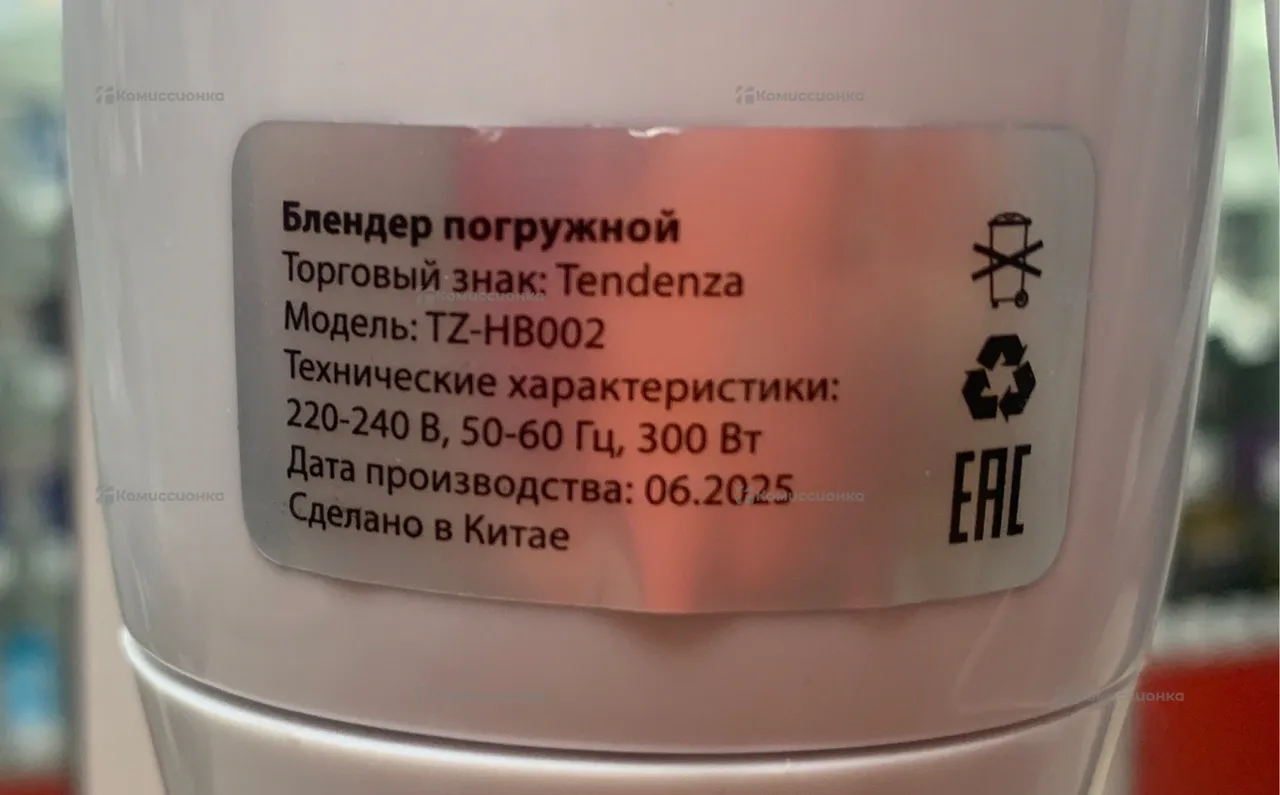 Комиссионка Комиссионка
Блендер погружной
Торговый знак: Tendenza
Комиссионка
Модель: TZ-HB002
Технические характеристики:
220-240 В, 50-60 Гц, 300 Вт
Дата производства: 06.2025
Комиссионка Комиссионка
Сделано в Китае
EAC